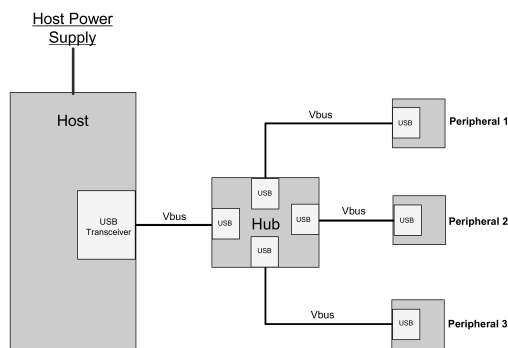 Host Power
Supply
Host
USB
Transceiver
Vbus
USB
USB
Hub
USB
USB
Vbus
USB
Peripheral 1
Vbus
USB
Peripheral 2
Vbus
USB
Peripheral 3